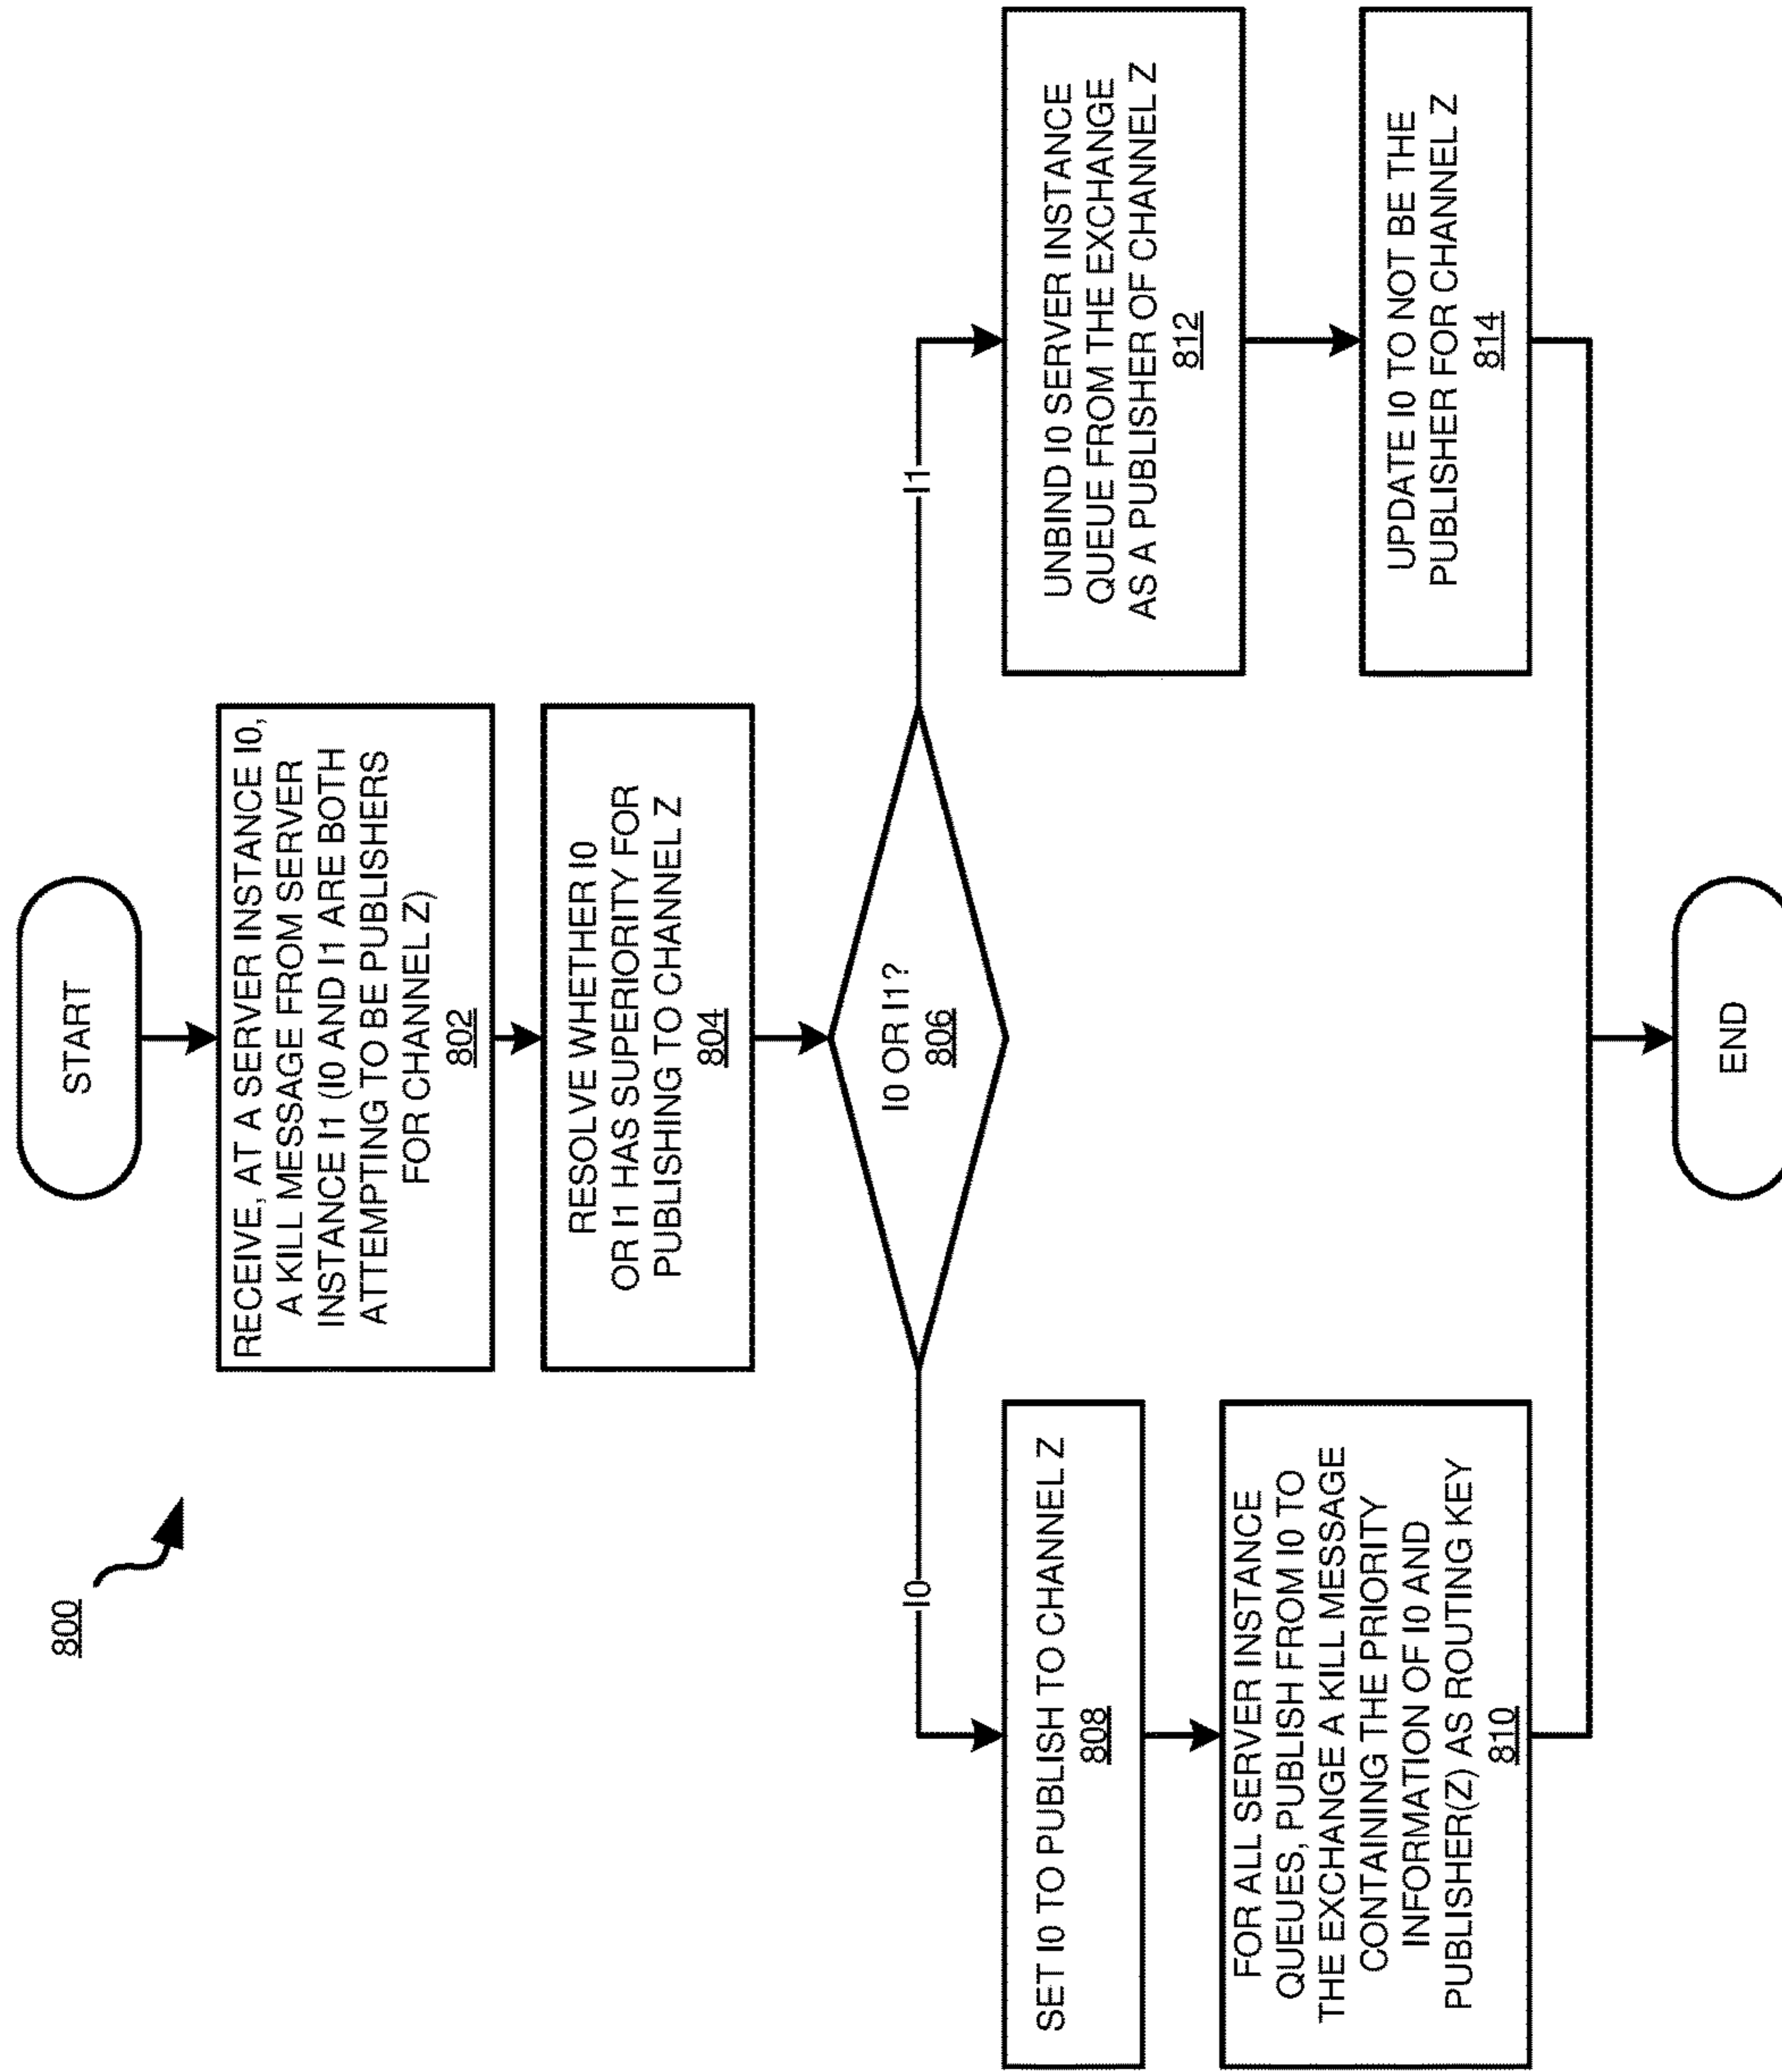 800
START
RECEIVE, AT A SERVER INSTANCE I0,
A KILL MESSAGE FROM SERVER
INSTANCE I1 (I0 AND I1 ARE BOTH
ATTEMPTING TO BE PUBLISHERS
FOR CHANNEL Z)
802
RESOLVE WHETHER I0
OR I1 HAS SUPERIORITY FOR
PUBLISHING TO CHANNEL Z
804
I0 OR I1?
806
I0
I1
SET I0 TO PUBLISH TO CHANNEL Z
808
FOR ALL SERVER INSTANCE
QUEUES, PUBLISH FROM I0 TO
THE EXCHANGE A KILL MESSAGE
CONTAINING THE PRIORITY
INFORMATION OF I0 AND
PUBLISHER(Z) AS ROUTING KEY
810
UNBIND I0 SERVER INSTANCE
QUEUE FROM THE EXCHANGE
AS A PUBLISHER OF CHANNEL Z
812
UPDATE I0 TO NOT BE THE
PUBLISHER FOR CHANNEL Z
814
END